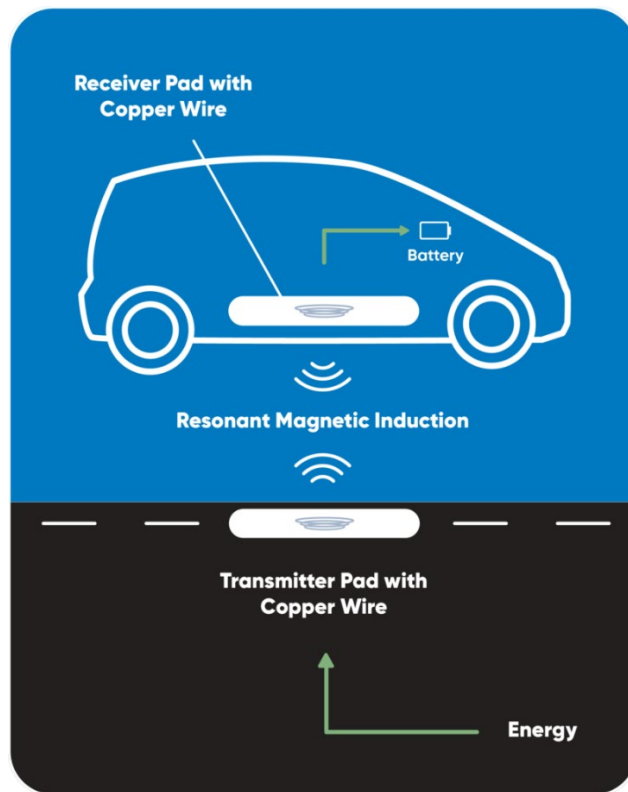 Receiver Pad with
Copper Wire
Battery
Resonant Magnetic Induction
Transmitter Pad with
Copper Wire
Energy